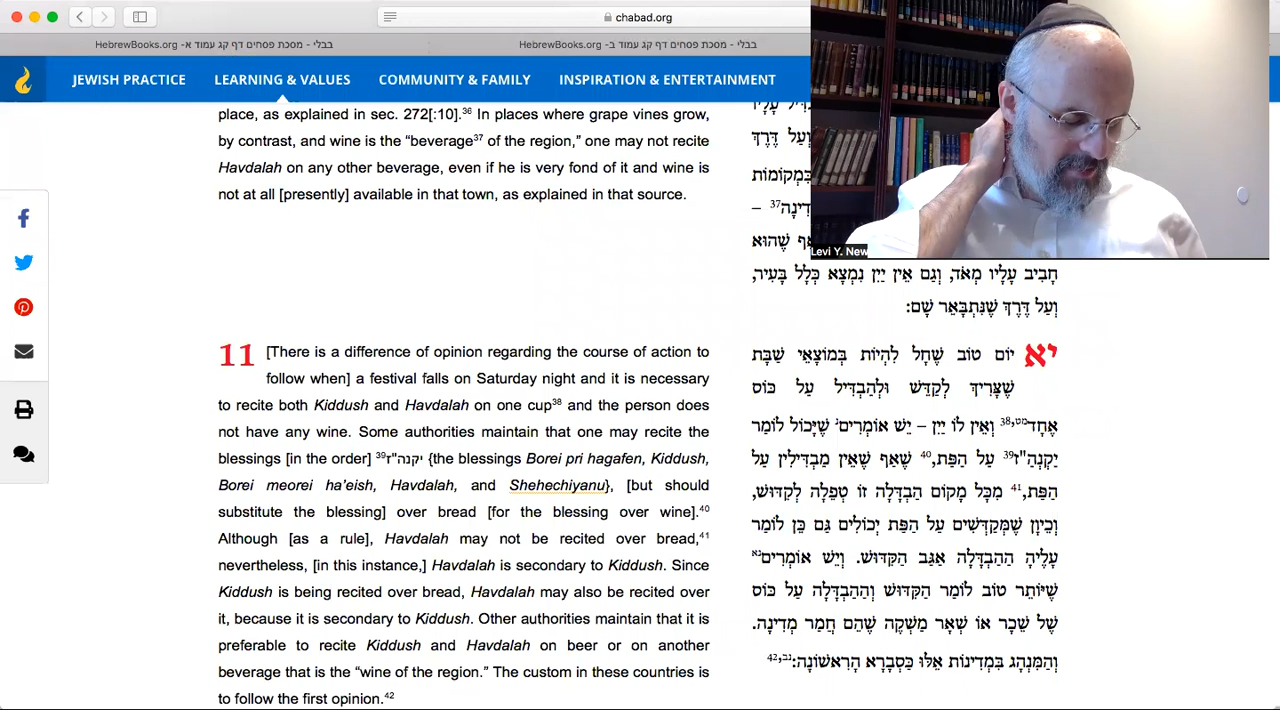 chabad.org
HebrewBooks.org -בבלי - מסכת פסחים דף קג עמוד א
HebrewBooks.org -בבלי - מסכת פסחים דף קג עמוד ב
JEWISH PRACTICE LEARNING & VALUES COMMUNITY & FAMILY INSPIRATION & ENTERTAINMENT
place, as explained in sec. 272[:10].36 In places where grape vines grow,
by contrast, and wine is the “beverage37 of the region,” one may not recite
Havdalah on any other beverage, even if he is very fond of it and wine is
not at all [presently] available in that town, as explained in that source.
11 [There is a difference of opinion regarding the course of action to
follow when] a festival falls on Saturday night and it is necessary
to recite both Kiddush and Havdalah on one cup38 and the person does
not have any wine. Some authorities maintain that one may recite the
blessings [in the order] יקנה"ז39 {the blessings Borei pri hagafen, Kiddush,
Borei meorei ha’eish, Havdalah, and Shehechiyanu}, [but should
substitute the blessing] over bread [for the blessing over wine].40
Although [as a rule], Havdalah may not be recited over bread,41
nevertheless, [in this instance,] Havdalah is secondary to Kiddush. Since
Kiddush is being recited over bread, Havdalah may also be recited over
it, because it is secondary to Kiddush. Other authorities maintain that it is
preferable to recite Kiddush and Havdalah on beer or on another
beverage that is the “wine of the region.” The custom in these countries is
to follow the first opinion.42
וְעַל דֶּרֶךְ
בִּמְקוֹמוֹת
מְדִינָה37 –
אַף שֶׁהוּא
חָבִיב עָלָיו מְאֹד, וְגַם אֵין יַיִן נִמְצָא כְּלָל בָּעִיר,
וְעַל דֶּרֶךְ שֶׁנִּתְבָּאֵר שָׁם:
יא יוֹם טוֹב שֶׁחָל לִהְיוֹת בְּמוֹצָאֵי שַׁבָּת
שֶׁצָּרִיךְ לְקַדֵּשׁ וּלְהַבְדִּיל עַל כּוֹס
אֶחָדמט,38 וְאֵין לוֹ יַיִן – יֵשׁ אוֹמְרִיםנ שֶׁיָּכוֹל לוֹמַר
יַקְנְהַ"ז39 עַל הַפַּת,40 שֶׁאַף שֶׁאֵין מַבְדִּילִין עַל
הַפַּת,41 מִכָּל מָקוֹם הַבְדָּלָה זוֹ טְפֵלָה לְקִדּוּשׁ,
וְכֵיוָן שֶׁמְּקַדְּשִׁים עַל הַפַּת יְכוֹלִים גַּם כֵּן לוֹמַר
עָלֶיהָ הַהַבְדָּלָה אַגַּב הַקִּדּוּשׁ. וְיֵשׁ אוֹמְרִיםנא
שֶׁיּוֹתֵר טוֹב לוֹמַר הַקִּדּוּשׁ וְהַהַבְדָּלָה עַל כּוֹס
שֶׁל שֵׁכָר אוֹ שְׁאָר מַשְׁקֶה שֶׁהֵם חֲמַר מְדִינָה.
וְהַמִּנְהָג בִּמְדִינוֹת אֵלּוּ כַּסְּבָרָא הָרִאשׁוֹנָה:נב,42
Levi Y. New